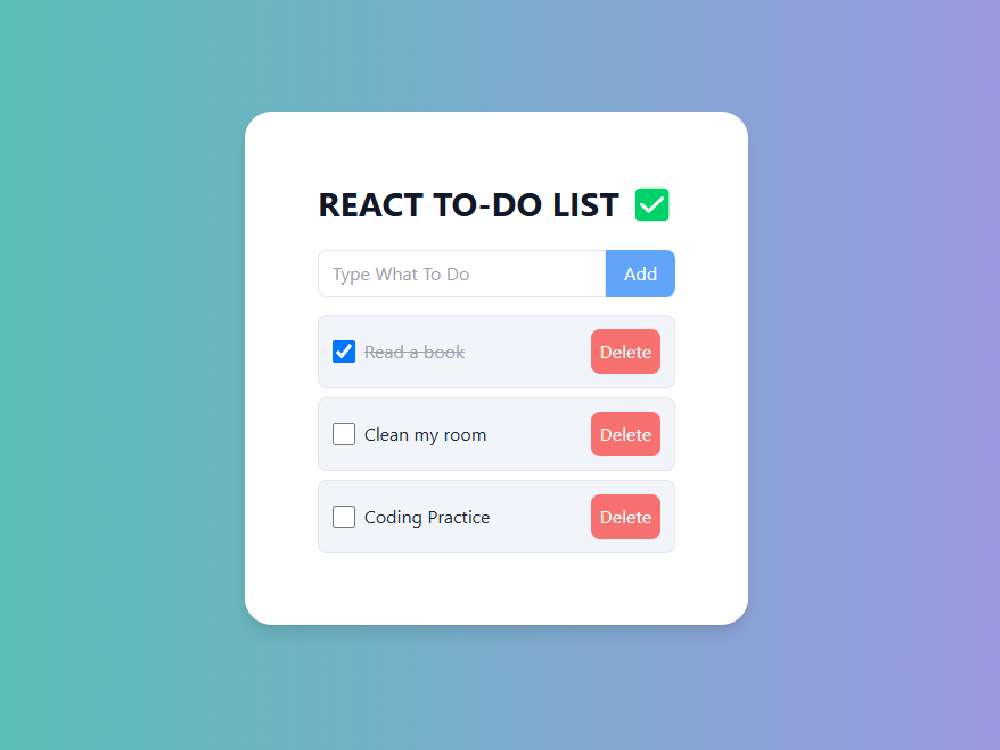 REACT TO-DO LIST ✅
Type What To Do Add
Read a book Delete
Clean my room Delete
Coding Practice Delete